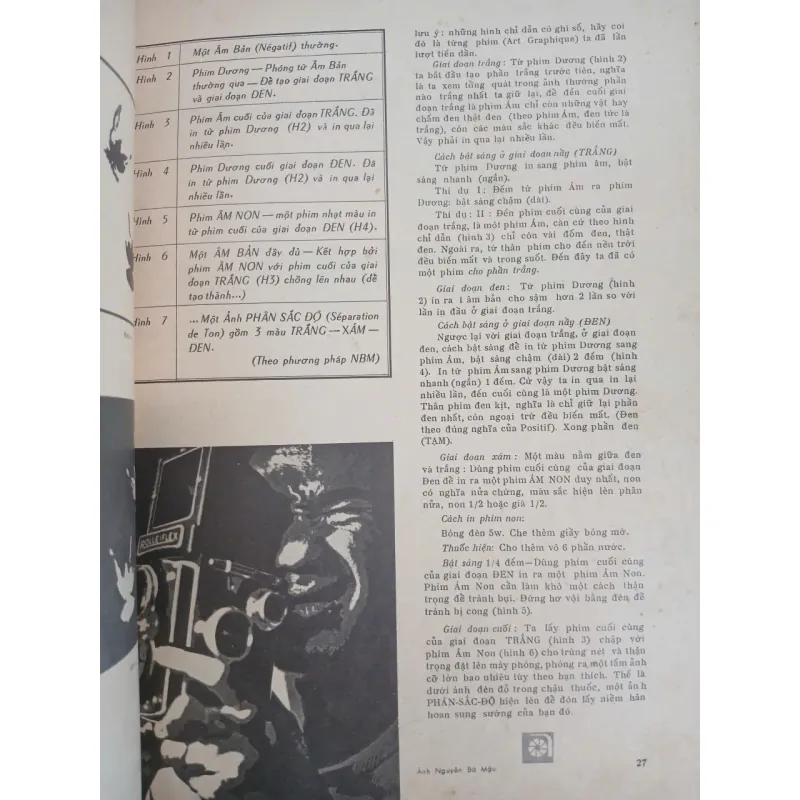 Hình 1 Một Âm Bản (Négatif) thường.
Hình 2 Phim Dương — Phóng từ Âm Bản
thường qua — Để tạo giai đoạn TRẮNG
và giai đoạn ĐEN.
Hình 3 Phim Âm cuối của giai đoạn TRẮNG. Đã
in từ phim Dương (H2) và in qua lại
nhiều lần.
Hình 4 Phim Dương cuối giai đoạn ĐEN. Đã
in từ phim Dương (H2) và in qua lại
nhiều lần.
Hình 5 Phim ÂM NON — một phim nhạt màu in
từ phim cuối của giai đoạn ĐEN (H4).
Hình 6 Một ÂM BẢN đầy đủ — Kết hợp bởi
phim ÂM NON với phim cuối của giai
đoạn TRẮNG (H3) chồng lên nhau (để
tạo thành...)
Hình 7 ...Một Ảnh PHÂN SẮC ĐỘ (Séparation
de Ton) gồm 3 màu TRẮNG — XÁM —
ĐEN.
(Theo phương pháp NBM)
ROLLEIFLEX
lưu ý: những hình chỉ dẫn có ghi số, hãy coi
đó là từng phim (Art Graphique) ta đã lần
lượt tiến dần.
Giai đoạn trắng: Từ phim Dương (hình 2)
ta bắt đầu tạo phần trắng trước tiên, nghĩa
là ta xem tổng quát trong ảnh thường phần
nào trắng nhất ta giữ lại, để đến cuối giai
đoạn trắng là phim Âm chỉ còn những vật hay
chấm đen thật đen (theo phim Âm, đen tức là
trắng), còn các màu sắc khác đều biến mất.
Vậy phải in qua lại nhiều lần.
Cách bật sáng ở giai đoạn nầy (TRẮNG)
Từ phim Dương in sang phim âm, bật
sáng nhanh (ngắn).
Thí dụ I: Đếm từ phim Âm ra phim
Dương: bật sáng chậm (dài).
Thí dụ: II: Đến phim cuối cùng của giai
đoạn trắng, là một phim Âm, căn cứ theo hình
chỉ dẫn (hình 3) chỉ còn vài đốm đen, thật
đen. Ngoài ra, từ thân phim cho đến nền trời
đều biến mất và trong suốt. Đến đây ta đã có
một phim cho phần trắng.
Giai đoạn đen: Từ phim Dương (hình
2) in ra 1 âm bản cho sậm hơn 2 lần so với
lần in đầu ở giai đoạn trắng.
Cách bật sáng ở giai đoạn nầy (ĐEN)
Ngược lại với giai đoạn trắng, ở giai đoạn
đen, cách bật sáng để in từ phim Dương sang
phim Âm, bật sáng chậm (dài) 2 đếm (hình
4). In từ phim Âm sang phim Dương bật sáng
nhanh (ngắn) 1 đếm. Cứ vậy ta in qua in lại
nhiều lần, đến cuối cùng là một phim Dương.
Thân phim đen kịt, nghĩa là chỉ giữ lại phần
đen nhất, còn ngoại trừ đều biến mất. (Đen
theo đúng nghĩa của Positif). Xong phần đen
(TẠM).
Giai đoạn xám: Một màu nằm giữa đen
và trắng: Dùng phim cuối cùng của giai đoạn
Đen để in ra một phim ÂM NON duy nhất, non
có nghĩa nửa chừng, màu sắc hiện lên phân
nửa, non 1/2 hoặc già 1/2.
Cách in phim non:
Bóng đèn 5w. Che thêm giấy bóng mờ.
Thuốc hiện: Cho thêm vô 6 phần nước.
Bật sáng 1/4 đếm—Dùng phim cuối cùng
của giai đoạn ĐEN in ra một phim Âm Non.
Phim Âm Non cần làm khô một cách thận
trọng để tránh bụi. Đừng hơ vội bằng đèn, để
tránh bị cong (hình 5).
Giai đoạn cuối: Ta lấy phim cuối cùng
của giai đoạn TRẮNG (hình 3) chập với
phim Âm Non (hình 6) cho trùng nét và thận
trọng đặt lên máy phóng, phóng ra một tấm ảnh
cỡ lớn bao nhiêu tùy theo bạn thích. Thế là
dưới ánh đèn đỏ trong chậu thuốc, một ảnh
PHÂN-SẮC-ĐỘ hiện lên để đón lấy niềm hân
hoan sung sướng của bạn đó.
Ảnh Nguyễn Bá Mậu
27